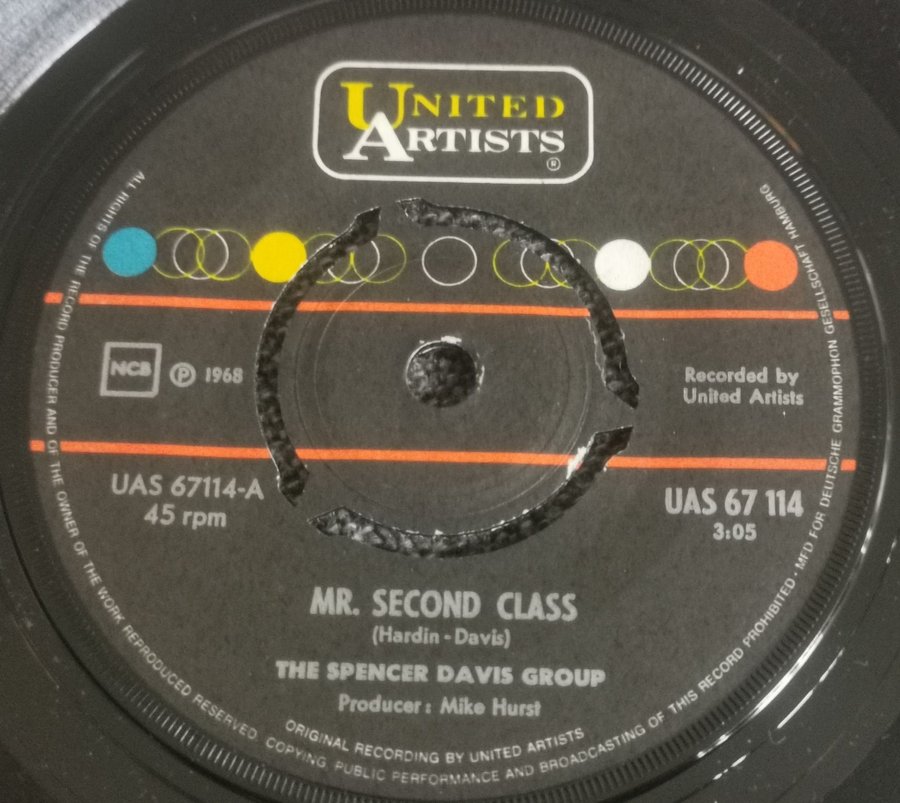 UNITED
ARTISTS
®
NCB ℗ 1968
Recorded by
United Artists
UAS 67114-A
45 rpm
UAS 67 114
3:05
MR. SECOND CLASS
(Hardin - Davis)
THE SPENCER DAVIS GROUP
Producer: Mike Hurst
ORIGINAL RECORDING BY UNITED ARTISTS
ALL RIGHTS OF THE RECORD PRODUCER AND OF THE OWNER OF THE WORK REPRODUCED RESERVED. COPYING, PUBLIC PERFORMANCE AND BROADCASTING OF THIS RECORD PROHIBITED · MFD FOR DEUTSCHE GRAMMOPHON GESELLSCHAFT HAMBURG